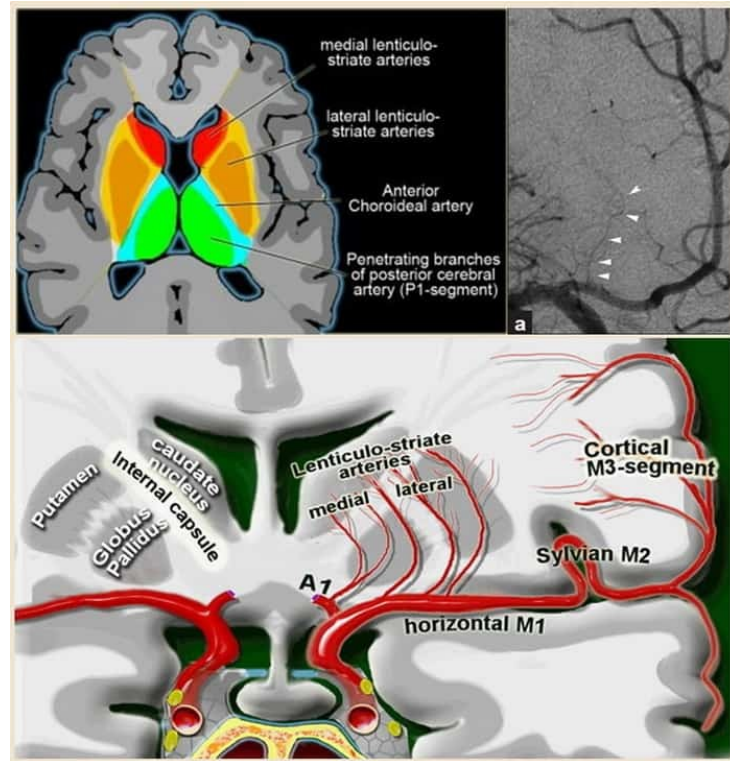 medial lenticulo-
striate arteries
lateral lenticulo-
striate arteries
Anterior
Choroideal artery
Penetrating branches
of posterior cerebral
artery (P1-segment)
a
Putamen
Globus
Pallidus
Internal capsule
caudate
nucleus
Lenticulo-striate
arteries
medial
lateral
Cortical
M3-segment
A1
Sylvian M2
horizontal M1